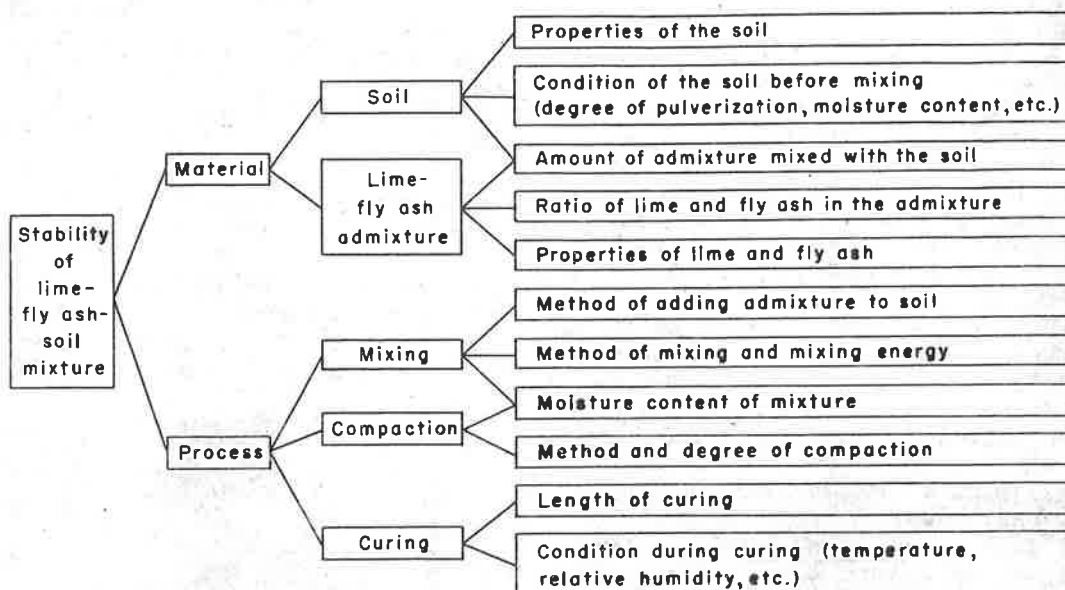 Stability
of
lime-
fly ash-
soil
mixture
Material
Process
Soil
Lime-
fly ash
admixture
Mixing
Compaction
Curing
Properties of the soil
Condition of the soil before mixing
(degree of pulverization, moisture content, etc.)
Amount of admixture mixed with the soil
Ratio of lime and fly ash in the admixture
Properties of lime and fly ash
Method of adding admixture to soil
Method of mixing and mixing energy
Moisture content of mixture
Method and degree of compaction
Length of curing
Condition during curing (temperature,
relative humidity, etc.)